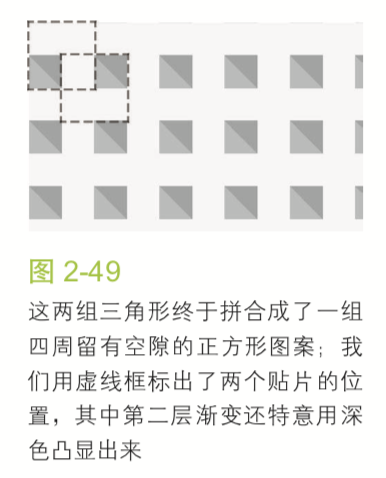 图 2-49
这两组三角形终于拼合成了一组
四周留有空隙的正方形图案；我
们用虚线框标出了两个贴片的位
置，其中第二层渐变还特意用深
色凸显出来